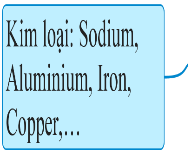 Kim loại: Sodium,
Aluminium, Iron,
Copper,...